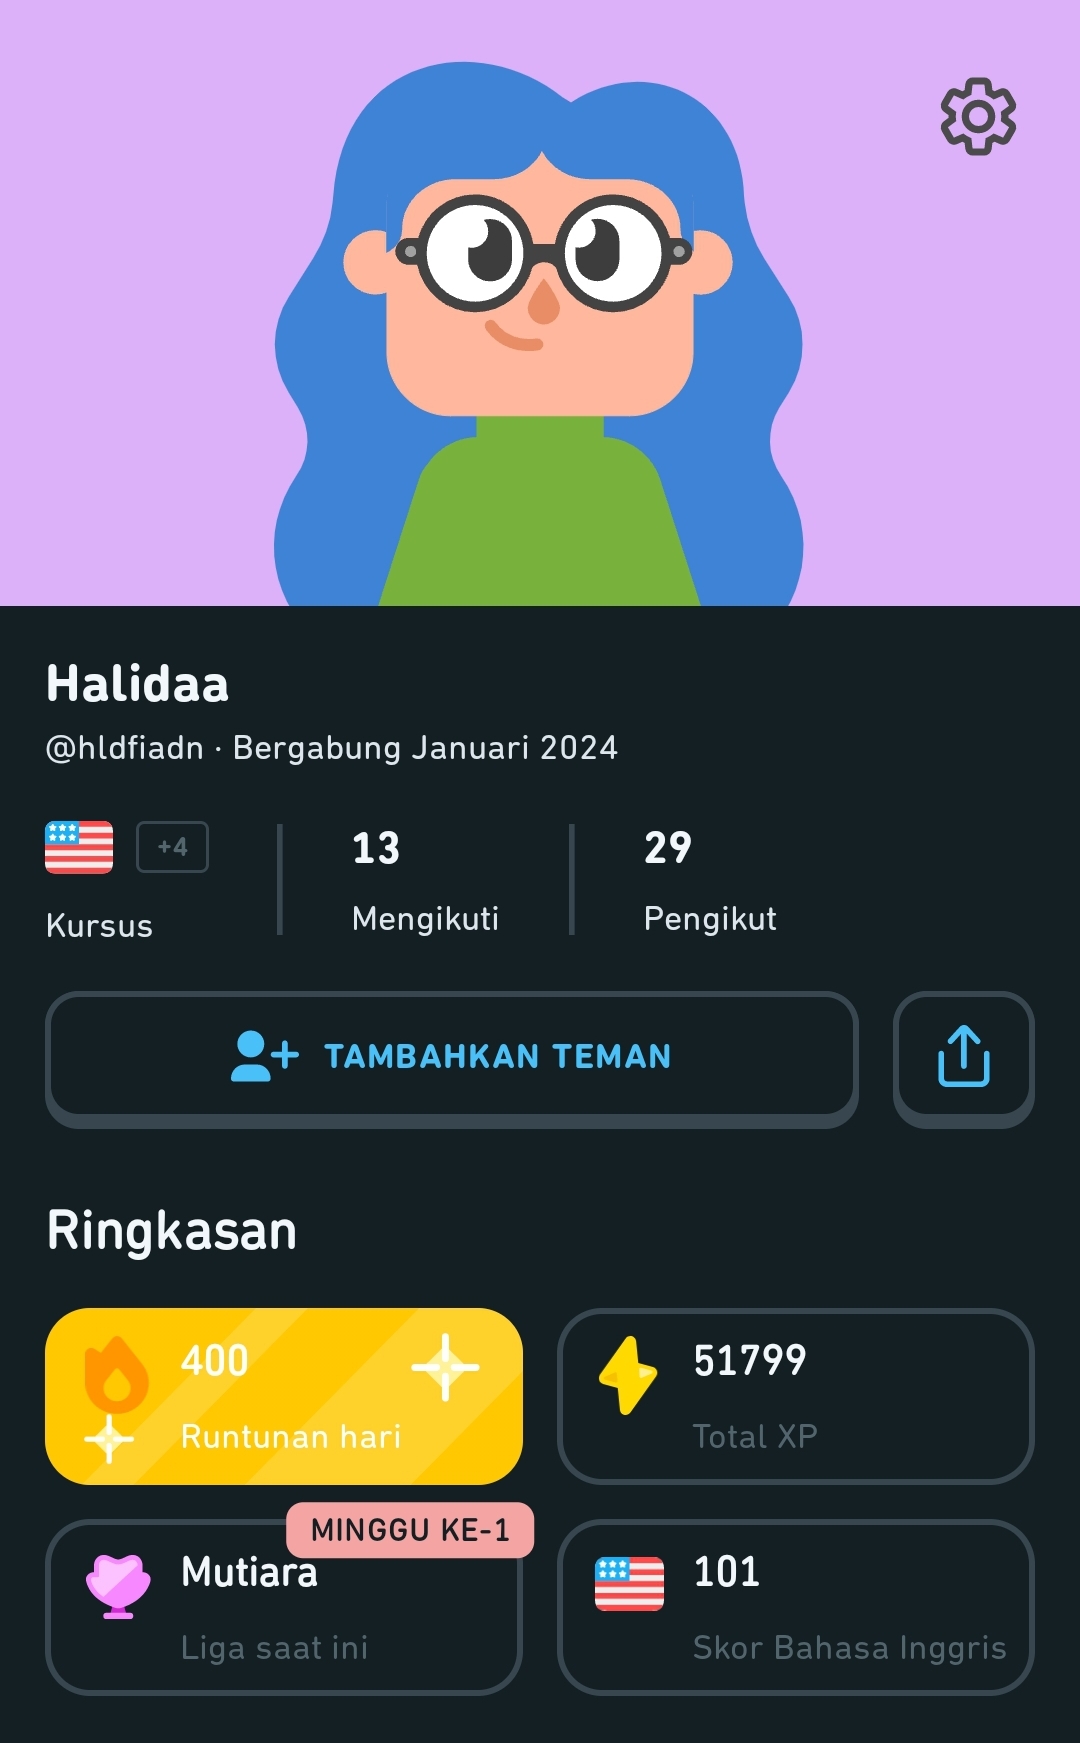 Halidaa
@hldfiadn · Bergabung Januari 2024
+4
Kursus
13
Mengikuti
29
Pengikut
TAMBAHKAN TEMAN
Ringkasan
400
Runtunan hari
51799
Total XP
MINGGU KE-1
Mutiara
Liga saat ini
101
Skor Bahasa Inggris